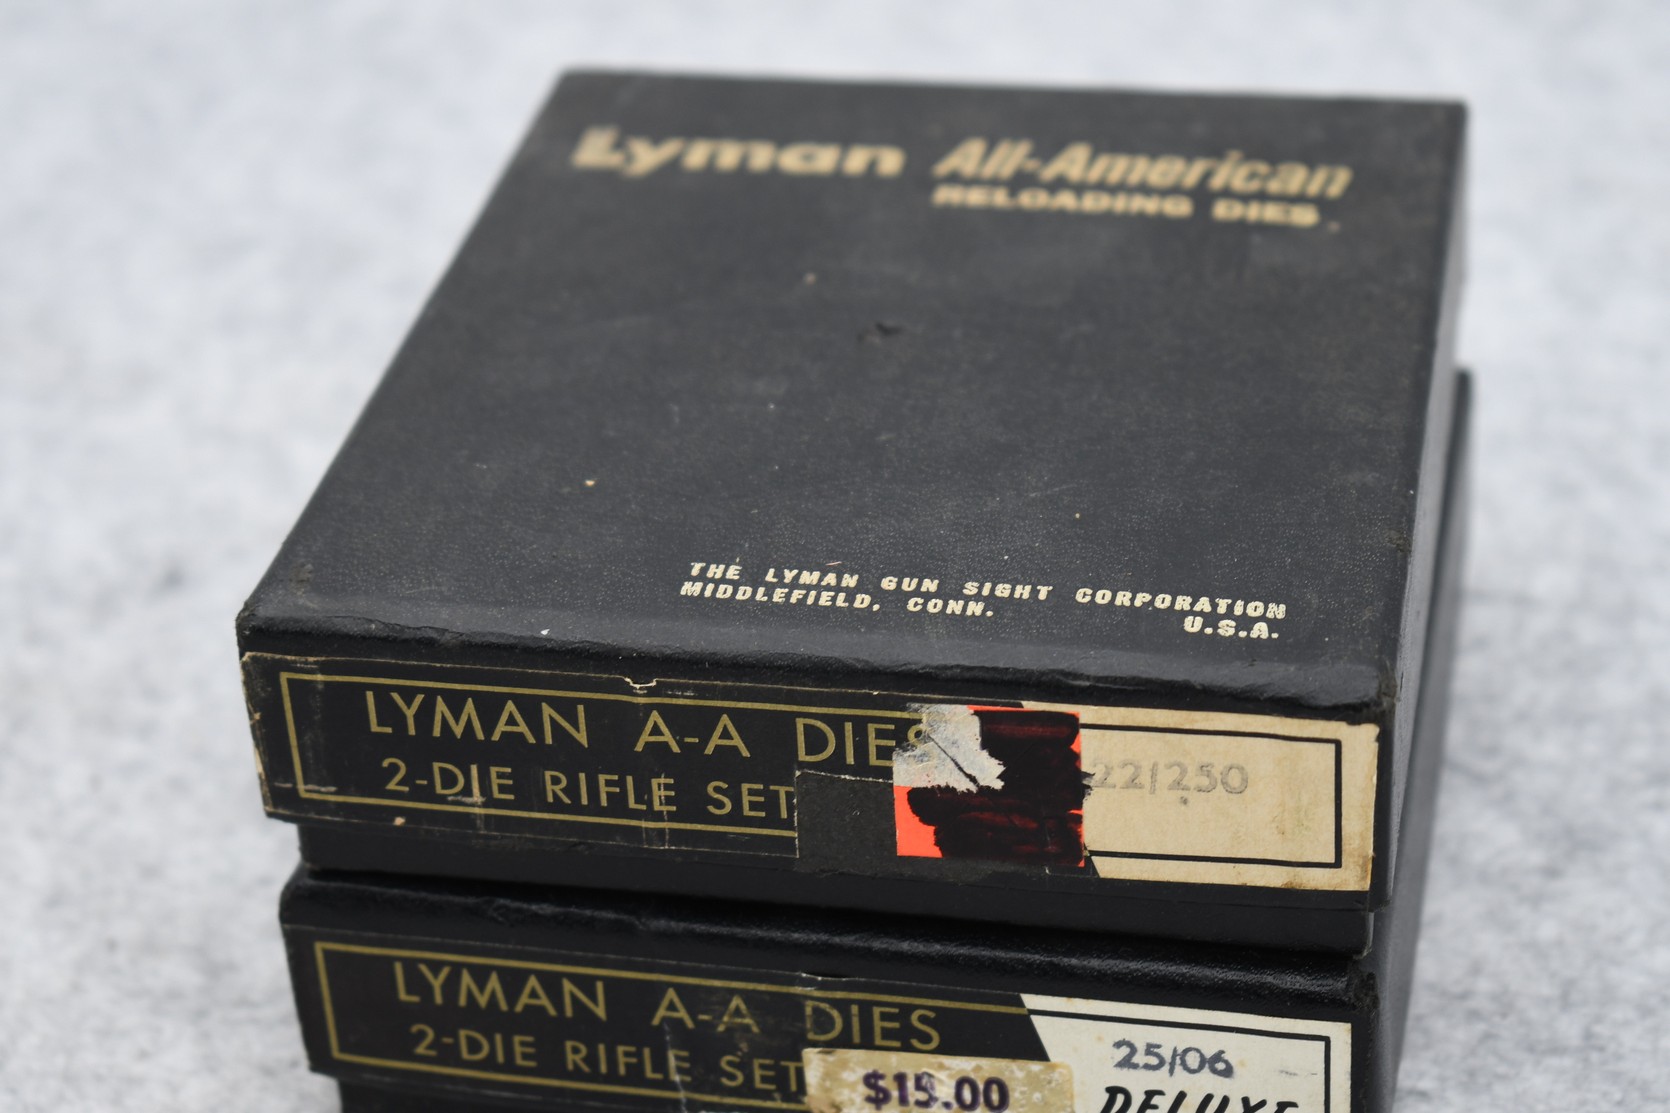 Lyman All-American
RELOADING DIES
THE LYMAN GUN SIGHT CORPORATION
MIDDLEFIELD, CONN.
U.S.A.
LYMAN A-A DIES
2-DIE RIFLE SET
22/250
LYMAN A-A DIES
2-DIE RIFLE SET
25/06
$15.00
DELUXE